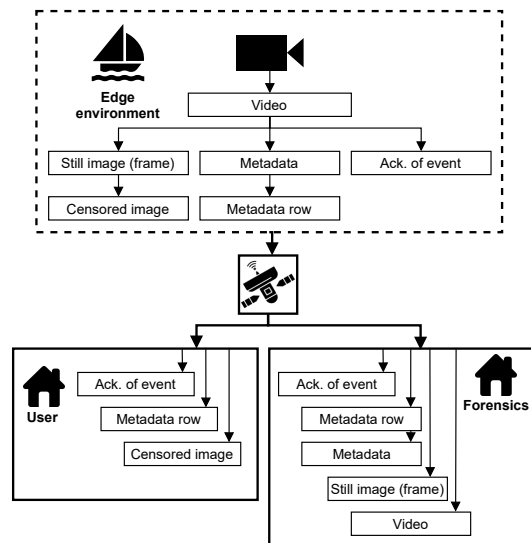 Edge
environment
Video
Still image (frame)
Metadata
Ack. of event
Censored image
Metadata row
User
Ack. of event
Metadata row
Censored image
Forensics
Ack. of event
Metadata row
Metadata
Still image (frame)
Video